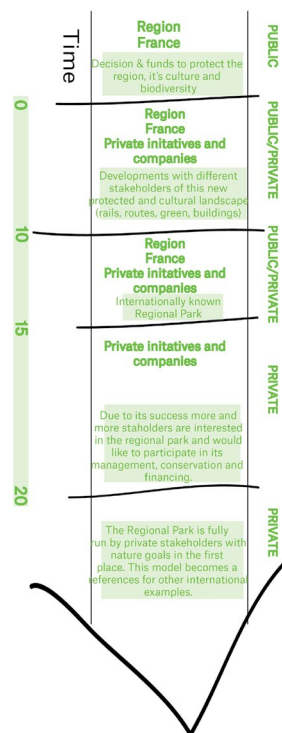 Time
Region
France
PUBLIC
Decision & funds to protect the
region, it's culture and
biodiversity
0
Region
France
Private initatives and
companies
PUBLIC/PRIVATE
Developments with different
stakeholders of this new
protected and cultural landscape
(rails, routes, green, buildings)
10
Region
France
Private initatives and
companies
PUBLIC/PRIVATE
Internationally known
Regional Park
15
Private initatives and
companies
PRIVATE
Due to its success more and
more staholders are interested
in the regional park and would
like to participate in its
management, conservation and
financing.
20
The Regional Park is fully
run by private stakeholders with
nature goals in the first
place. This model becomes a
references for other international
examples.
PRIVATE